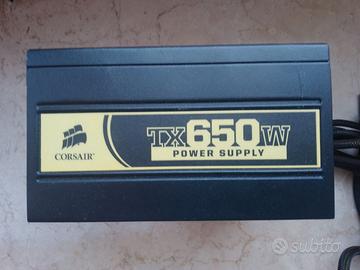 TX650W
POWER SUPPLY
CORSAIR
subito